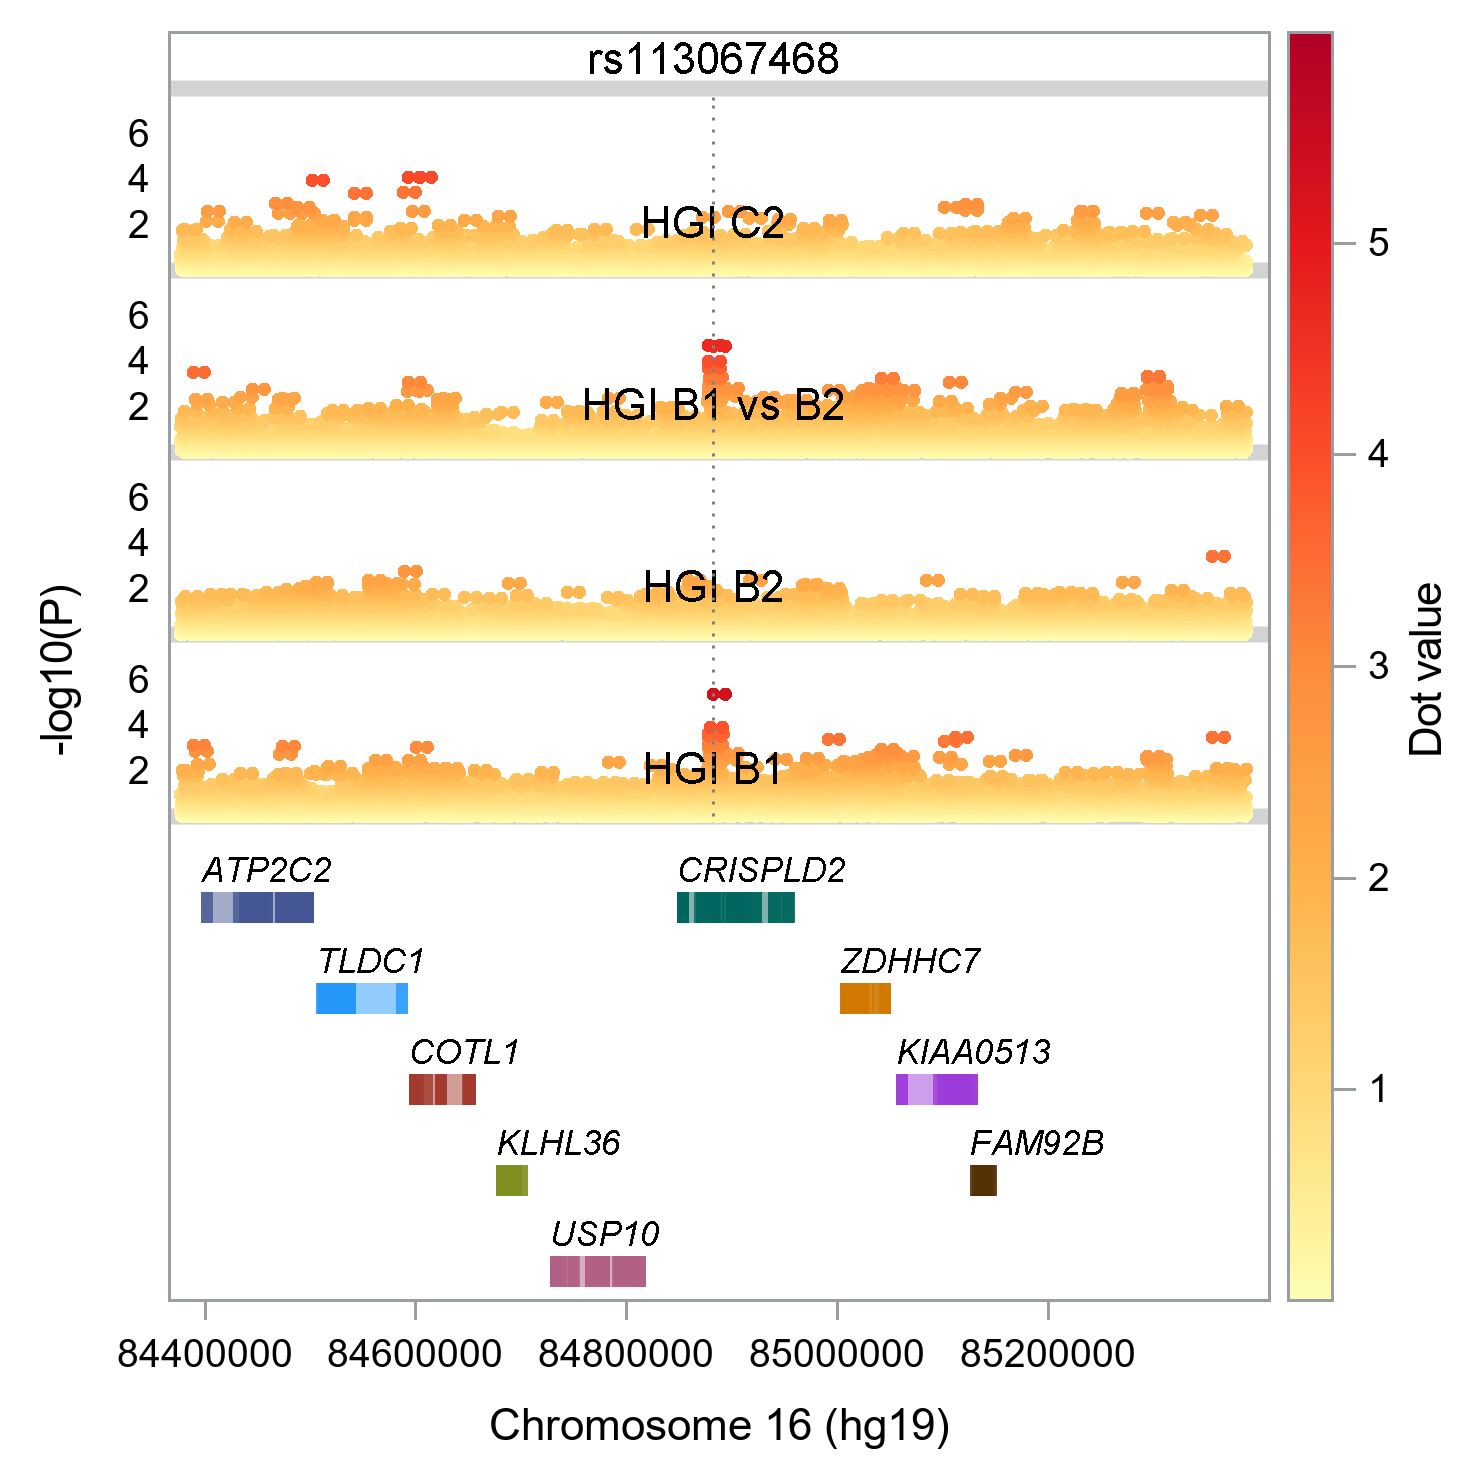 rs113067468
6
4
2
HGI C2
6
4
2
HGI B1 vs B2
6
4
2
HGI B2
6
4
2
HGI B1
-log10(P)
ATP2C2
CRISPLD2
TLDC1
ZDHHC7
COTL1
KIAA0513
KLHL36
FAM92B
USP10
84400000 84600000 84800000 85000000 85200000
Chromosome 16 (hg19)
5
4
3
2
1
Dot value